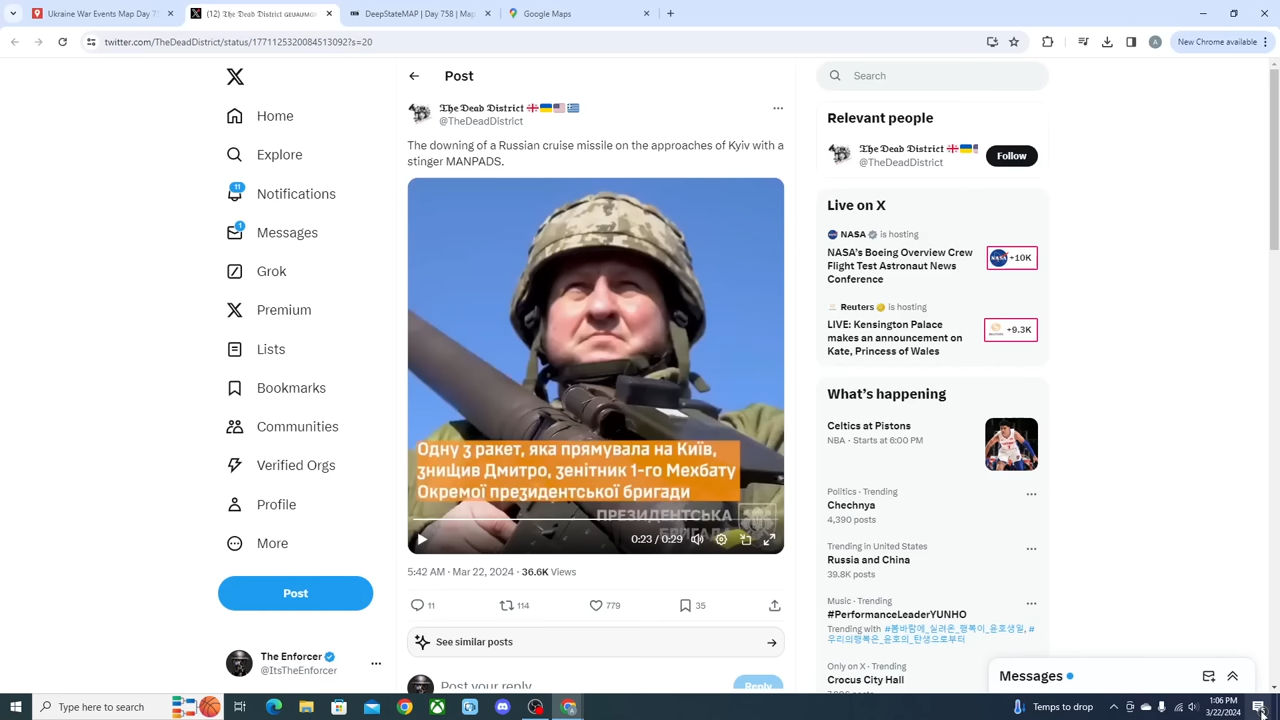 Ukraine War Events Map Day 75
(12) 𝕿𝖍𝖊 𝕯𝖊𝖆𝖉 𝕯𝖎𝖘𝖙𝖗𝖎𝖈𝖙
DeepStateMAP | Day 758 | Map
Google Maps
twitter.com/TheDeadDistrict/status/1771125320084513092?s=20
New Chrome available
Post
𝕿𝖍𝖊 𝕯𝖊𝖆𝖉 𝕯𝖎𝖘𝖙𝖗𝖎𝖈𝖙
@TheDeadDistrict
The downing of a Russian cruise missile on the approaches of Kyiv with a
stinger MANPADS.
Одну з ракет, яка прямувала на Київ,
знищив Дмитро, зенітник 1-го Мехбату
Окремої президентської бригади
ПРЕЗИДЕНТСЬКА
БРИГАДА
0:23 / 0:29
5:42 AM · Mar 22, 2024 · 36.6K Views
11
114
779
35
See similar posts
Post your reply
Reply
Home
Explore
11
Notifications
1
Messages
Grok
Premium
Lists
Bookmarks
Communities
Verified Orgs
Profile
More
Post
The Enforcer
@ItsTheEnforcer
Search
Relevant people
𝕿𝖍𝖊 𝕯𝖊𝖆𝖉 𝕯𝖎𝖘𝖙𝖗𝖎𝖈𝖙
@TheDeadDistrict
Follow
Live on X
NASA is hosting
NASA's Boeing Overview Crew
Flight Test Astronaut News
Conference
+10K
Reuters is hosting
LIVE: Kensington Palace
makes an announcement on
Kate, Princess of Wales
+9.3K
What's happening
Celtics at Pistons
NBA · Starts at 6:00 PM
Politics · Trending
Chechnya
4,390 posts
Trending in United States
Russia and China
39.8K posts
Music · Trending
#PerformanceLeaderYUNHO
Trending with #봄바람에_실려온_행복이_윤호생일, #
우리의행복은_윤호의_탄생으로부터
Only on X · Trending
Crocus City Hall
Messages
Type here to search
Temps to drop
1:06 PM
3/22/2024